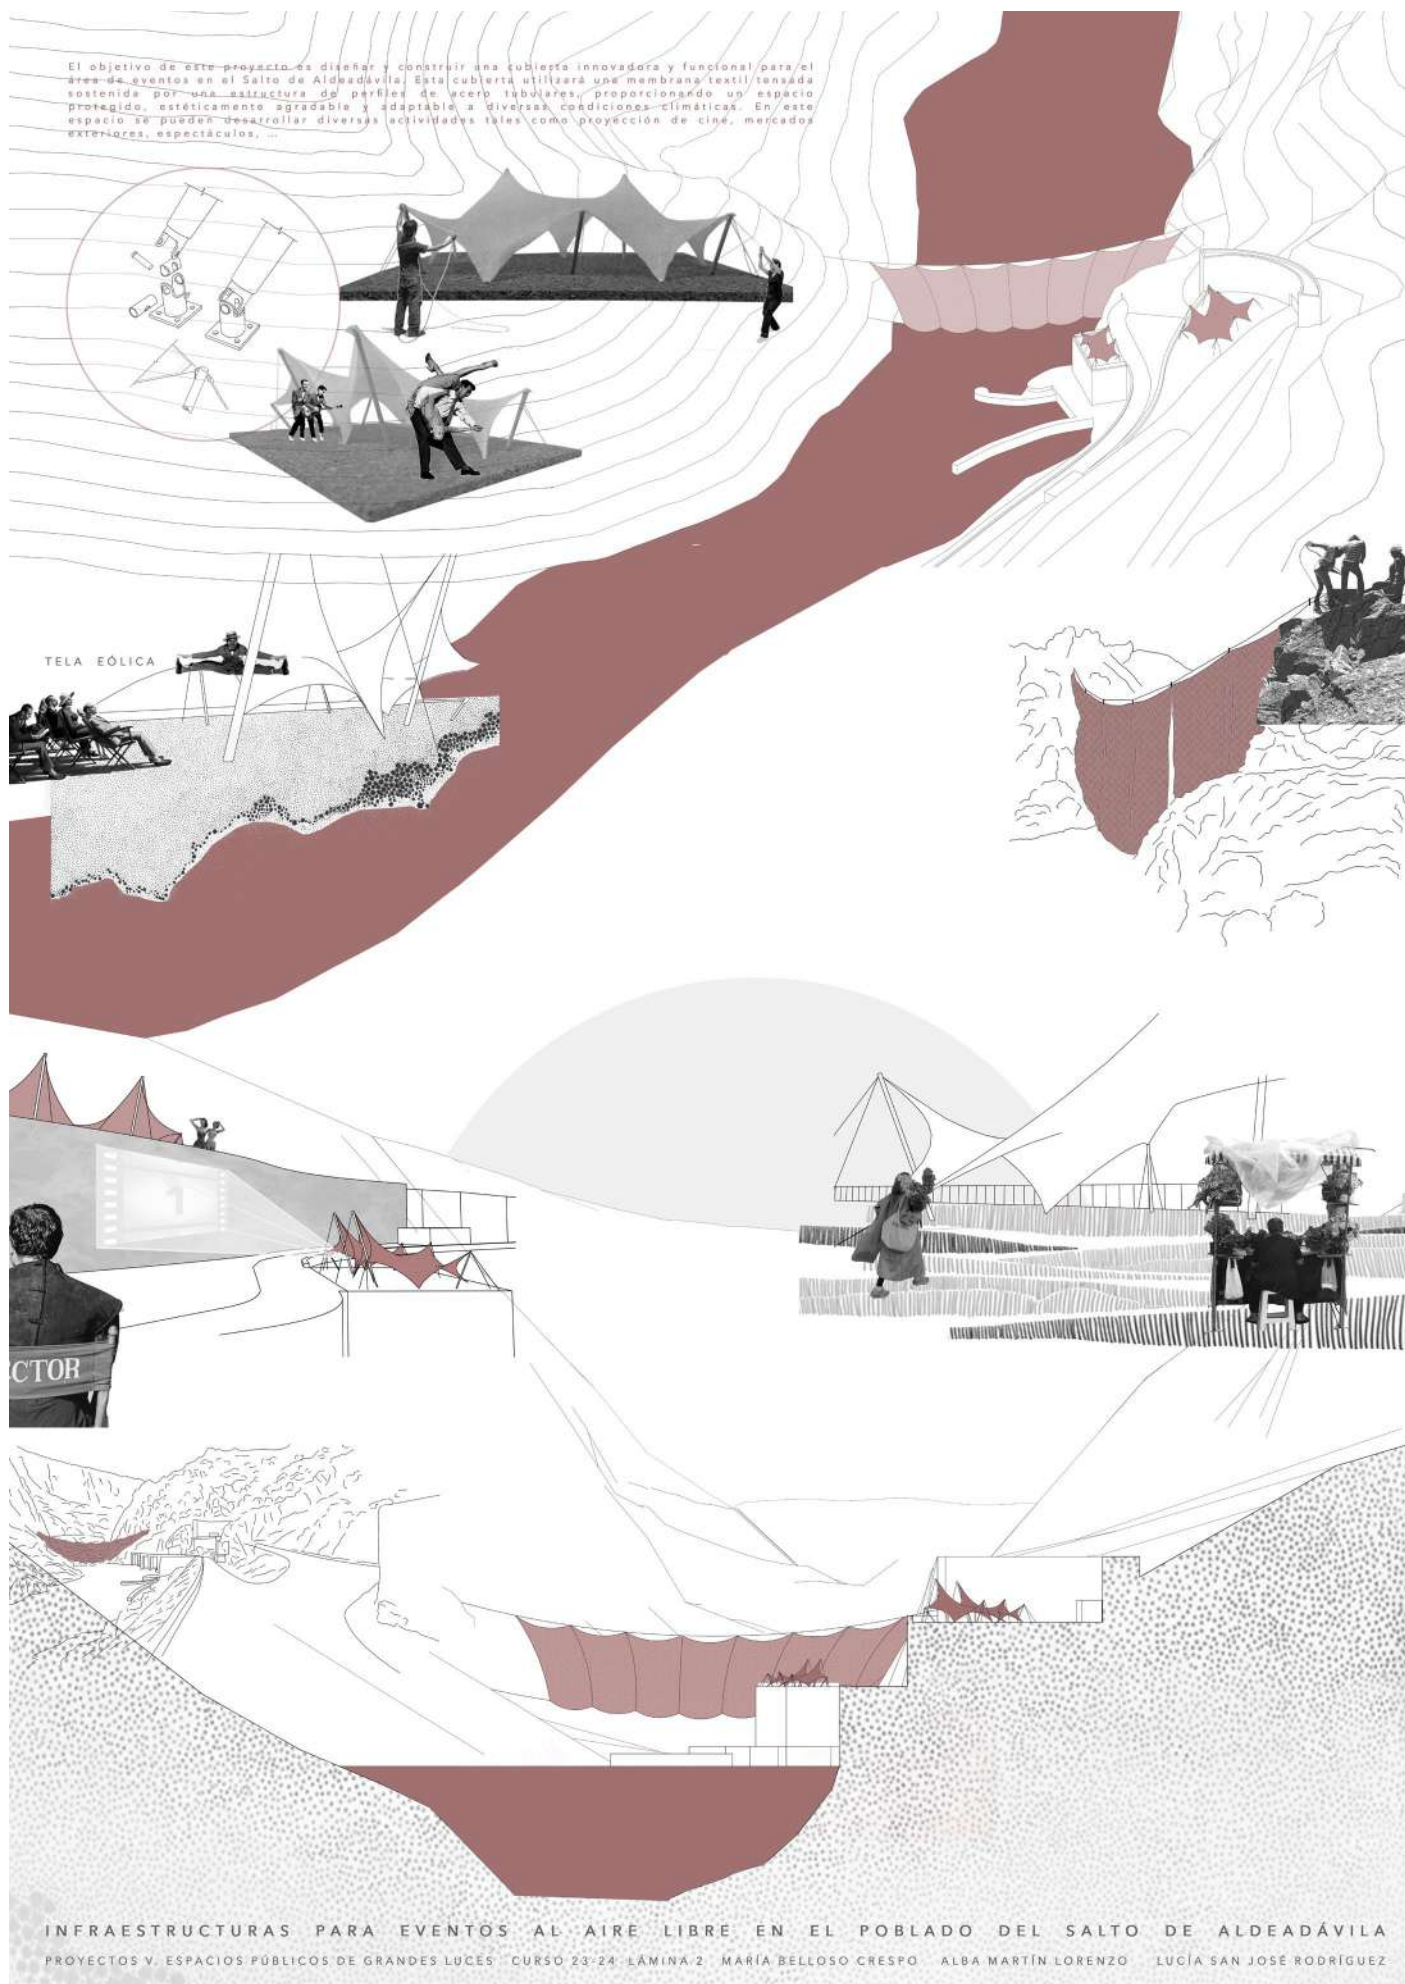 El objetivo de este proyecto es diseñar y construir una cubierta innovadora y funcional para el
área de eventos en el Salto de Aldeadávila. Esta cubierta utilizará una membrana textil tensada
sostenida por una estructura de perfiles de acero tubulares, proporcionando un espacio
protegido, estéticamente agradable y adaptable a diversas condiciones climáticas. En este
espacio se pueden desarrollar diversas actividades tales como proyección de cine, mercados
exteriores, espectáculos, ...
TELA EÓLICA
1
CTOR
INFRAESTRUCTURAS PARA EVENTOS AL AIRE LIBRE EN EL POBLADO DEL SALTO DE ALDEADÁVILA
PROYECTOS V. ESPACIOS PÚBLICOS DE GRANDES LUCES CURSO 23-24 LÁMINA 2 MARÍA BELLOSO CRESPO ALBA MARTÍN LORENZO LUCÍA SAN JOSÉ RODRÍGUEZ